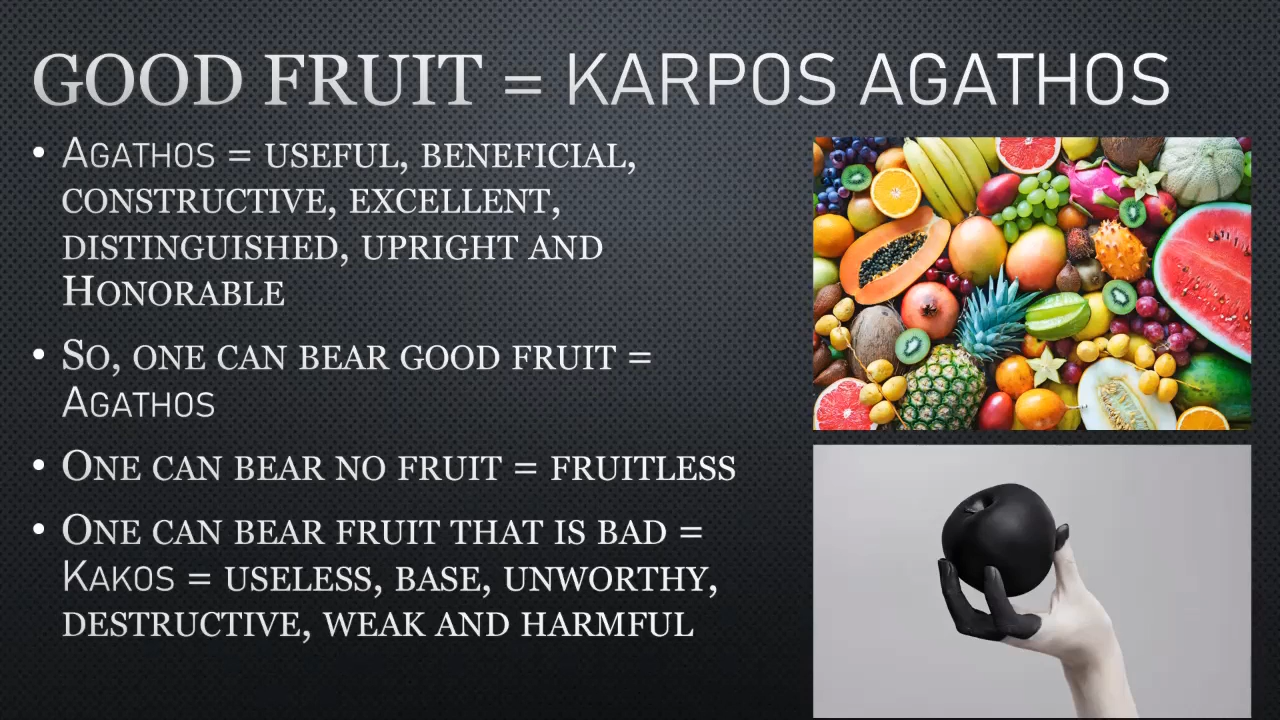 GOOD FRUIT = KARPOS AGATHOS
• AGATHOS = USEFUL, BENEFICIAL,
CONSTRUCTIVE, EXCELLENT,
DISTINGUISHED, UPRIGHT AND
HONORABLE
• SO, ONE CAN BEAR GOOD FRUIT =
AGATHOS
• ONE CAN BEAR NO FRUIT = FRUITLESS
• ONE CAN BEAR FRUIT THAT IS BAD =
KAKOS = USELESS, BASE, UNWORTHY,
DESTRUCTIVE, WEAK AND HARMFUL